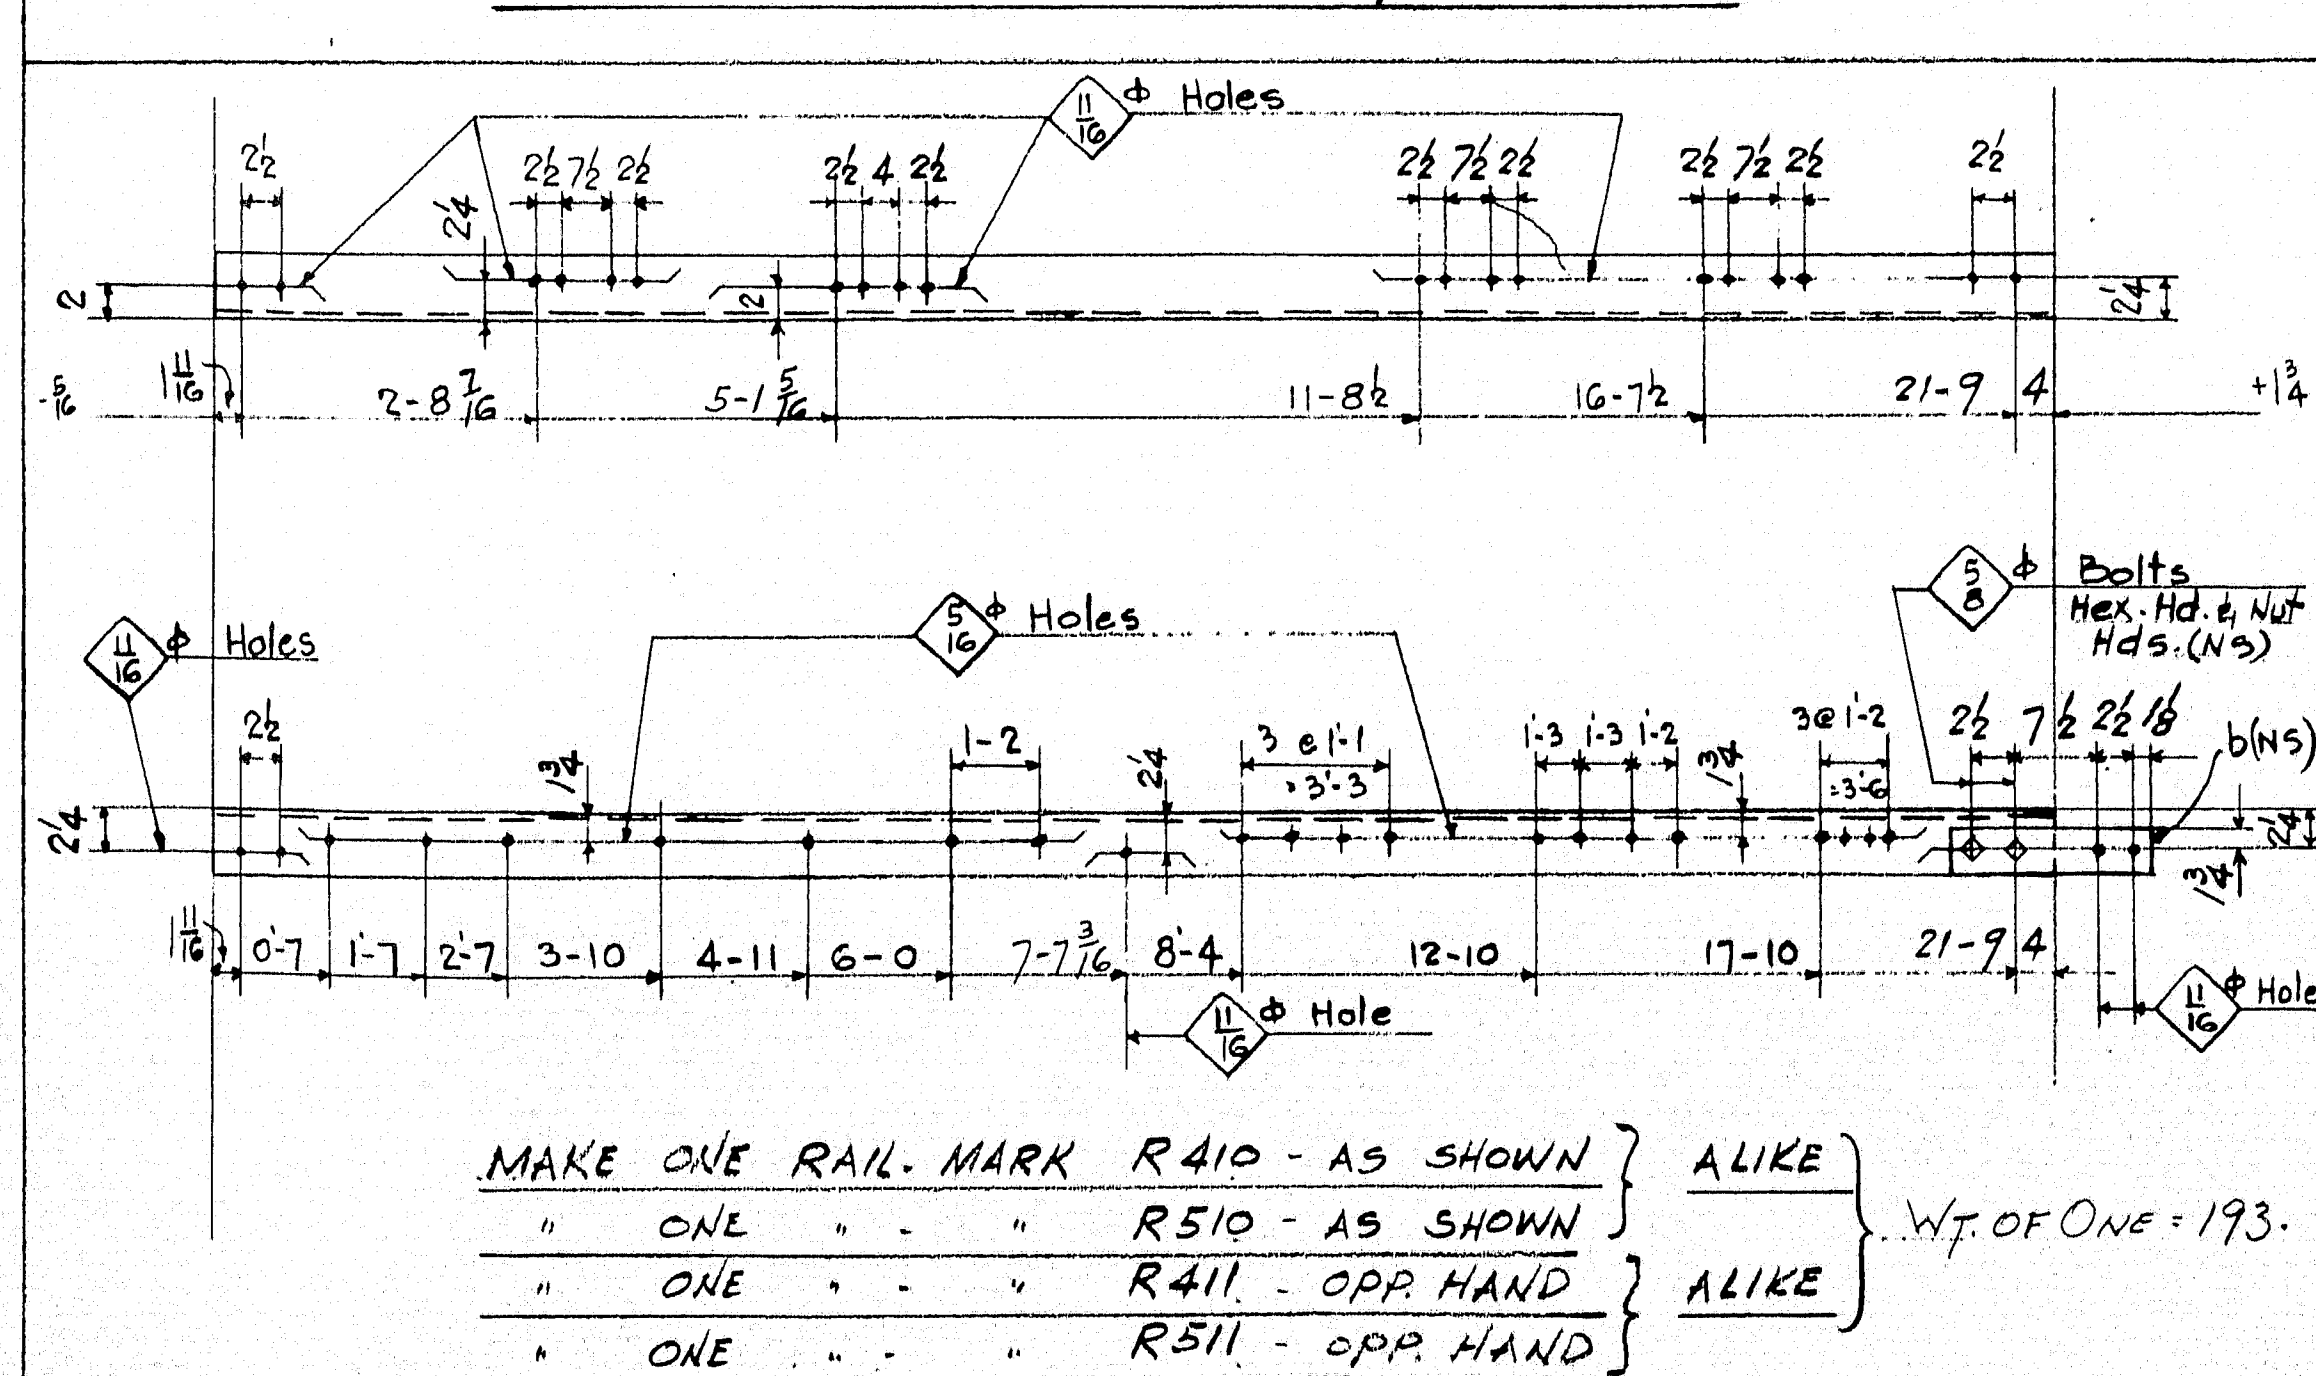 11/16 ϕ Holes
2½ 2½ 7½ 2½ 2½ 4 2½ 2½ 7½ 2½ 2½ 7½ 2½ 2½
2¼
2 2 2¼
-5/16 1 11/16 2-8 7/16 5-1 5/16 11-8½ 16-7½ 21-9 4 +1¾
5/8 ϕ Bolts
Hex. Hd. & Nut
Hds. (NS)
11/16 ϕ Holes
5/16 ϕ Holes
2½ 1¾ 1-2 2¼ 3 @ 1'-1 1'-3 1'-3 1'-2 1¾ 3@1'-2 2½ 7½ 2½ 1⅛ b(NS)
=3'-3 =3'-6
2¼ 2¼
1¾
1 11/16 0'-7 1'-7 2'-7 3-10 4-11 6-0 7-7 3/16 8'-4 12-10 17-10 21-9 4
11/16 ϕ Hole
11/16 ϕ Hole
MAKE ONE RAIL - MARK R410 - AS SHOWN } ALIKE
" ONE " - " R510 - AS SHOWN
WT. OF ONE = 193.
" ONE " - " R411 - OPP. HAND } ALIKE
" ONE " - " R511 - OPP. HAND